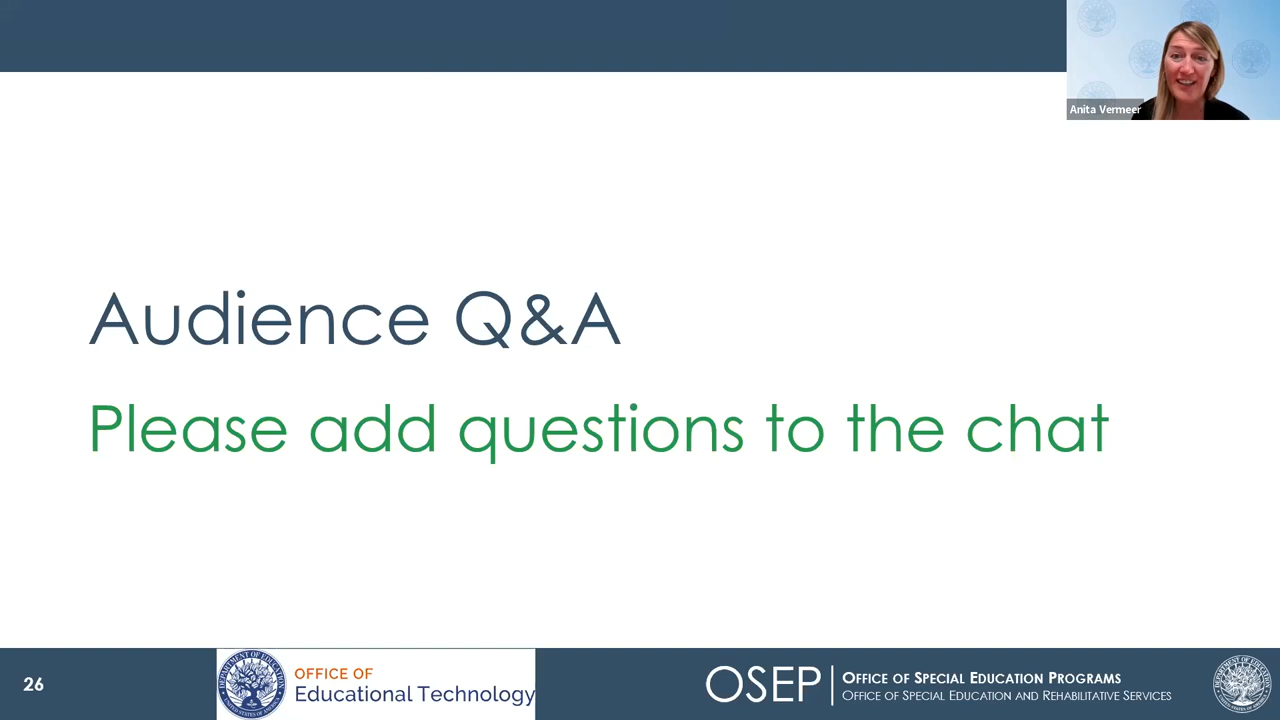 Anita Vermeer
Audience Q&A
Please add questions to the chat
26
OFFICE OF
Educational Technology
OSEP
OFFICE OF SPECIAL EDUCATION PROGRAMS
OFFICE OF SPECIAL EDUCATION AND REHABILITATIVE SERVICES